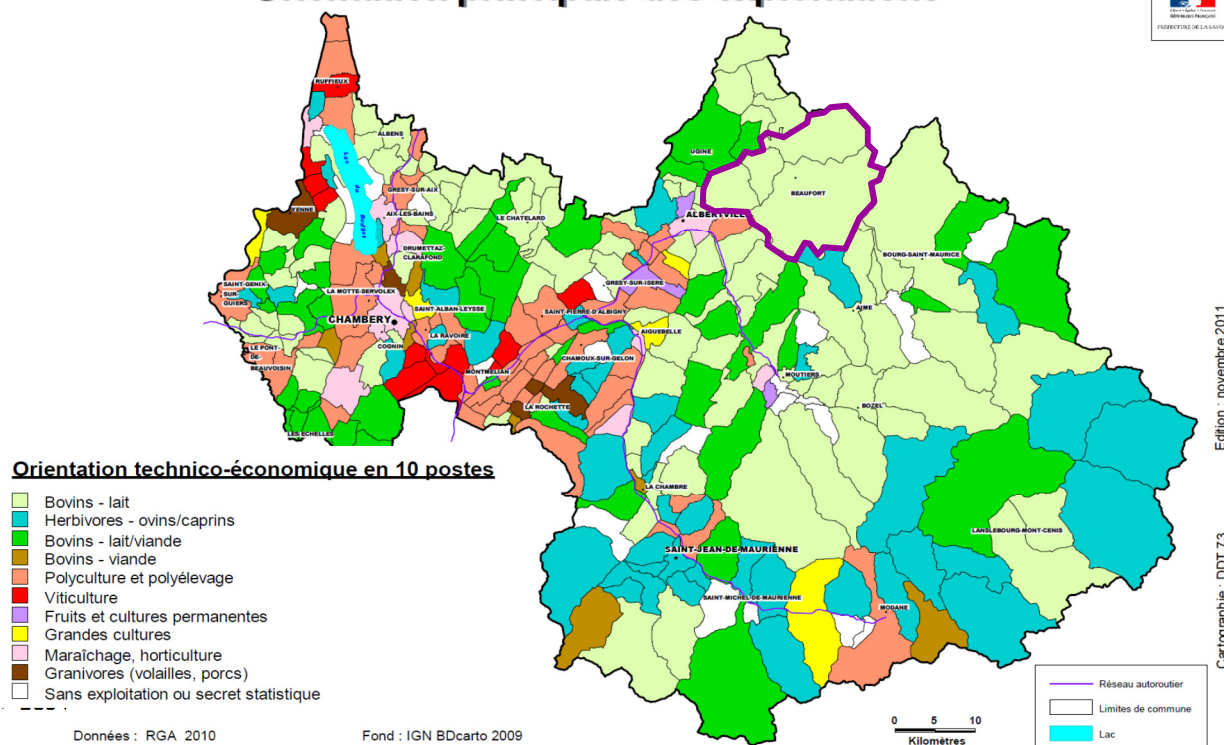 RÉPUBLIQUE FRANÇAISE
PREFECTURE DE LA SAVOIE
RUFFIEUX
ALBENS
UGINE
BEAUFORT
Lac
du
Bourget
GRESY-SUR-AIX
YENNE
AIX-LES-BAINS
LE CHATELARD
ALBERTVILLE
DRUMETTAZ-
CLARAFOND
BOURG-SAINT-MAURICE
SAINT-GENIX
SUR
GUIERS
LA MOTTE-SERVOLEX
GRESY-SUR-ISERE
SAINT-ALBAN-LEYSSE
SAINT-PIERRE-D'ALBIGNY
AIME
CHAMBERY
LA RAVOIRE
AIGUEBELLE
COGNIN
LE PONT-
DE-
BEAUVOISIN
CHAMOUX-SUR-GELON
MONTMELIAN
MOUTIERS
LA ROCHETTE
BOZEL
LES ECHELLES
LA CHAMBRE
LANSLEBOURG-MONT-CENIS
SAINT-JEAN-DE-MAURIENNE
SAINT-MICHEL-DE-MAURIENNE
MODANE
Orientation technico-économique en 10 postes
Bovins - lait
Herbivores - ovins/caprins
Bovins - lait/viande
Bovins - viande
Polyculture et polyélevage
Viticulture
Fruits et cultures permanentes
Grandes cultures
Maraîchage, horticulture
Granivores (volailles, porcs)
Sans exploitation ou secret statistique
Données : RGA 2010
Fond : IGN BDcarto 2009
0 5 10
Kilomètres
Réseau autoroutier
Limites de commune
Lac
Edition : novembre 2011
Cartographie : DDT 73